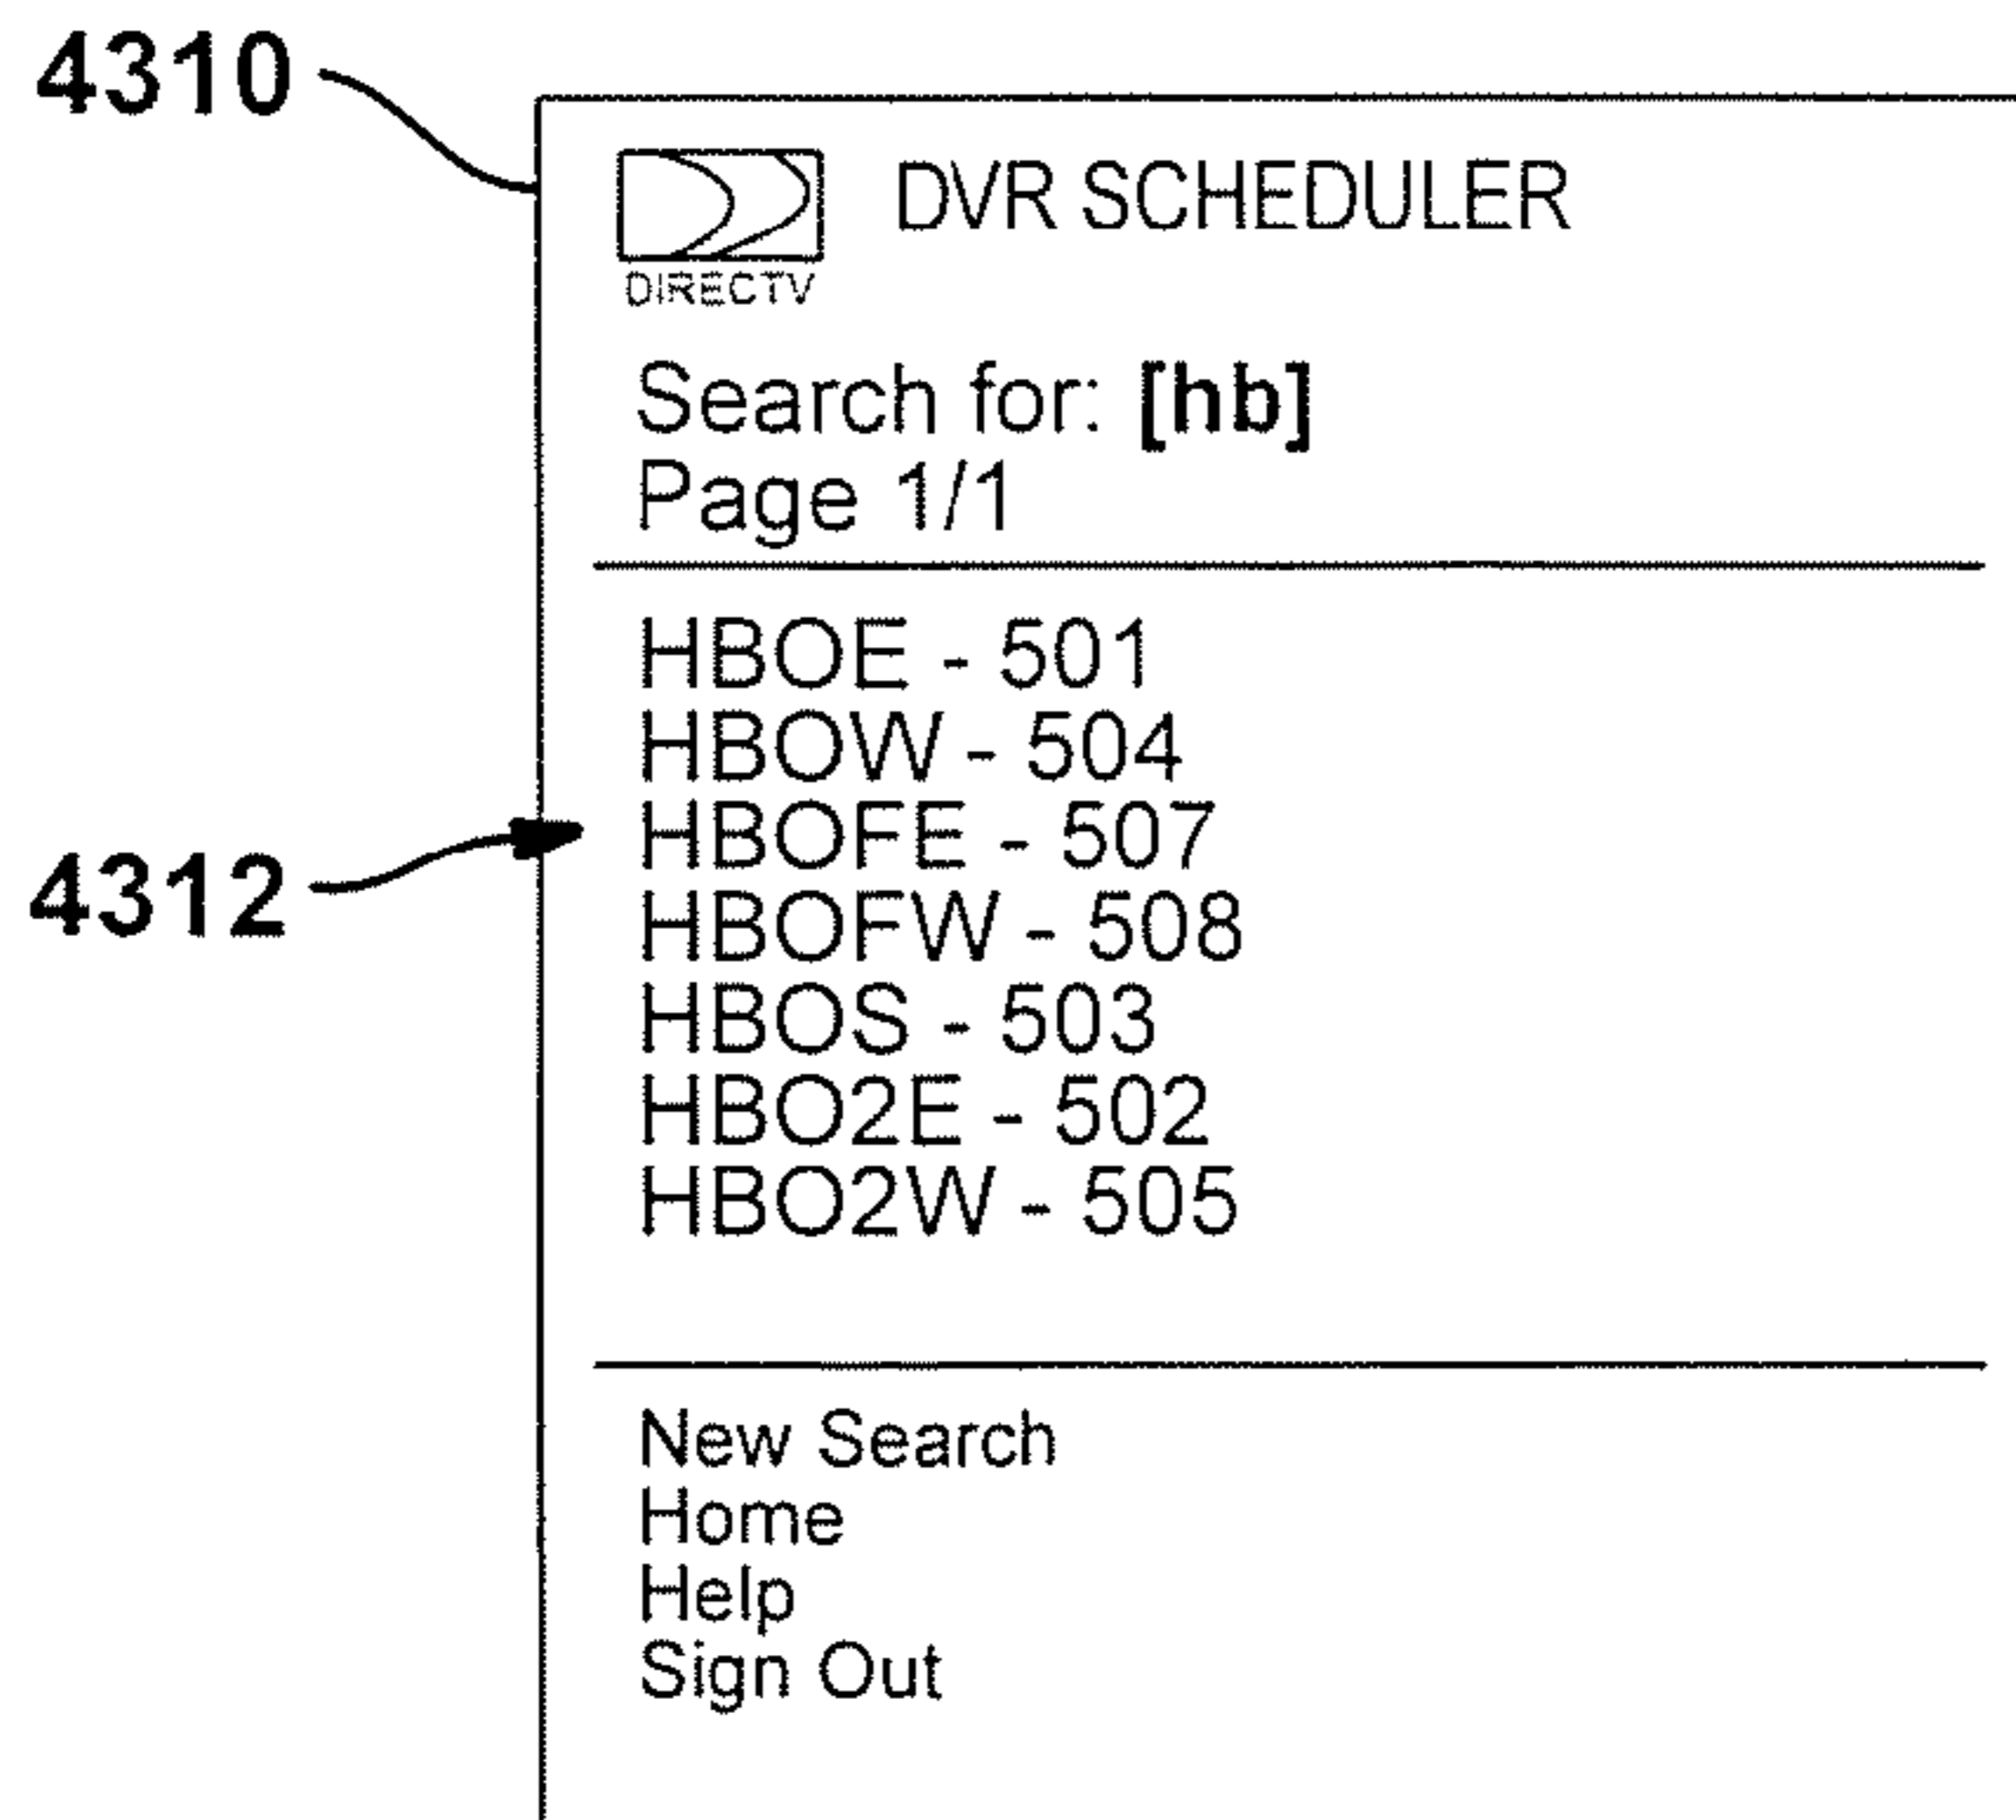 4310
DVR SCHEDULER
DIRECTV
Search for: [hb]
Page 1/1
HBOE - 501
HBOW - 504
HBOFE - 507
4312
HBOFW - 508
HBOS - 503
HBO2E - 502
HBO2W - 505
New Search
Home
Help
Sign Out